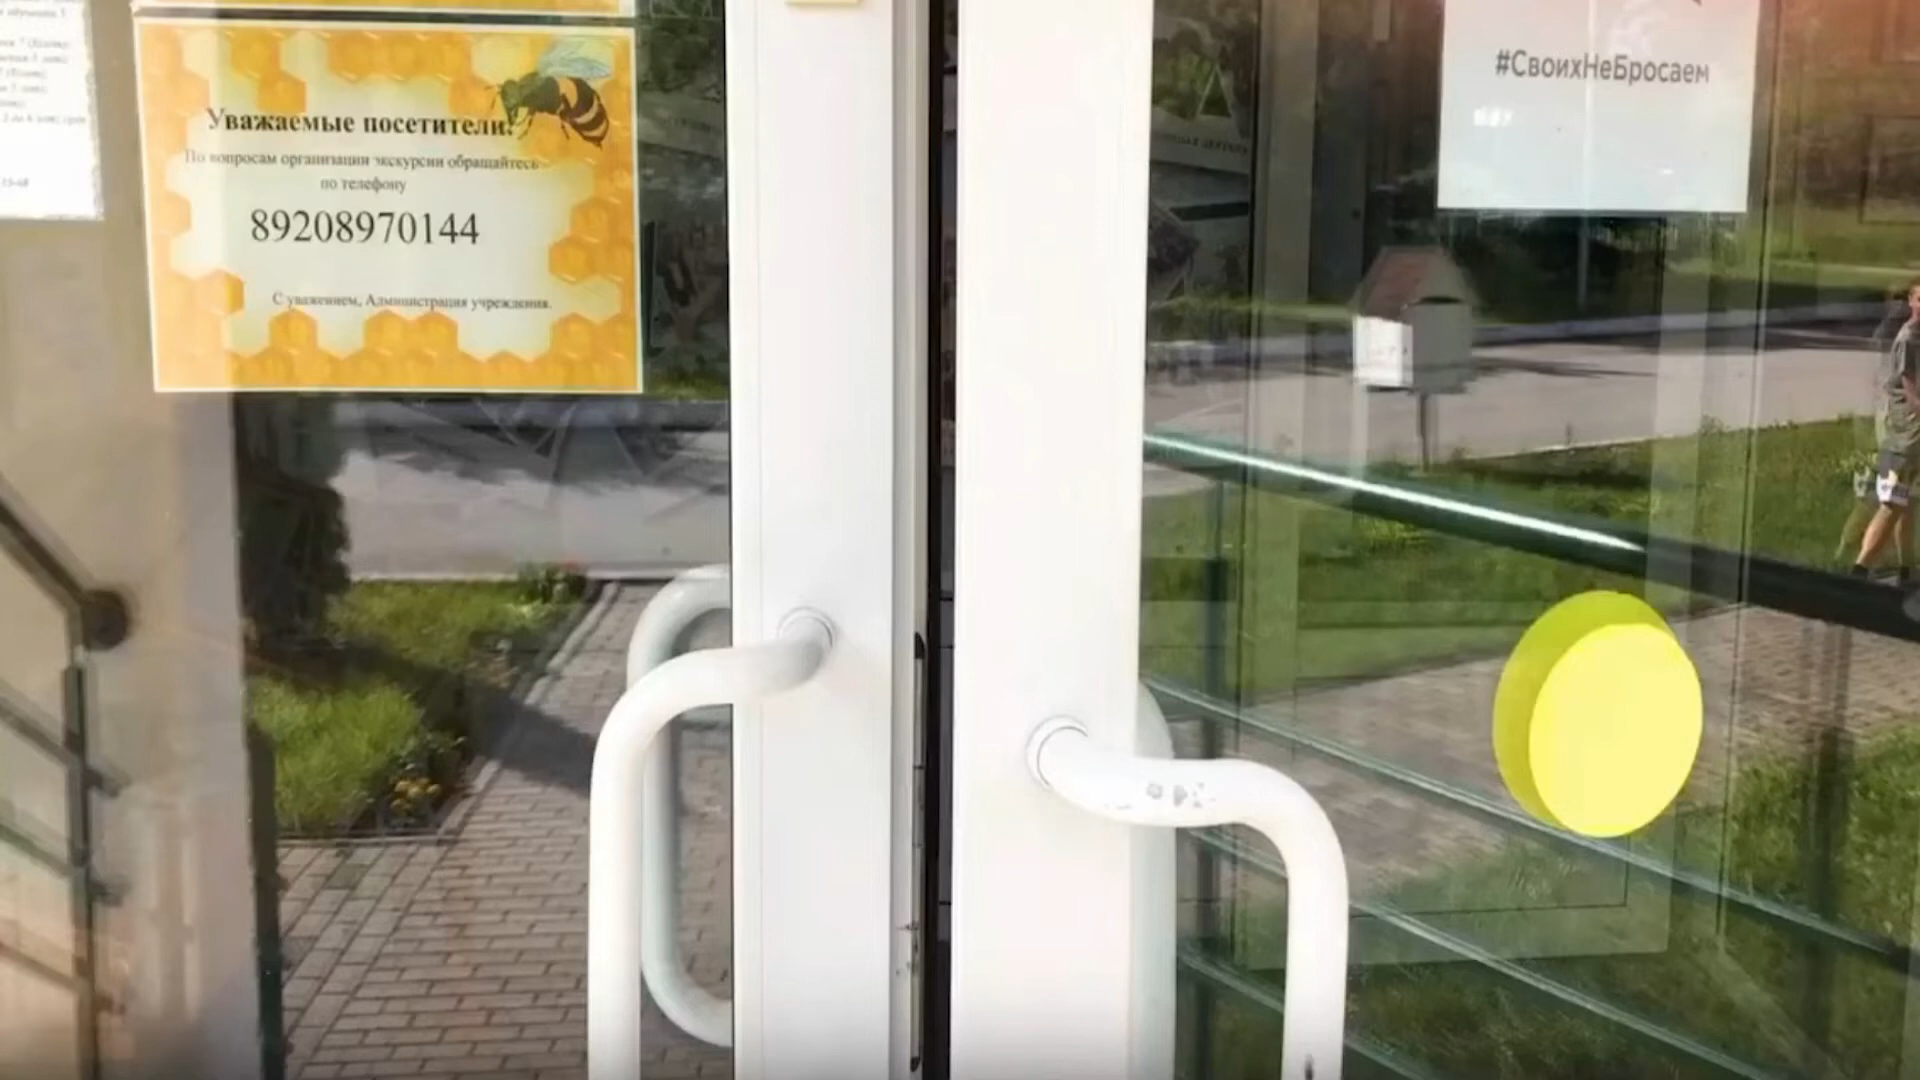 Уважаемые посетители!
По вопросам организации экскурсии обращайтесь
по телефону
89208970144
С уважением, Администрация учреждения.
#СвоихНеБросаем